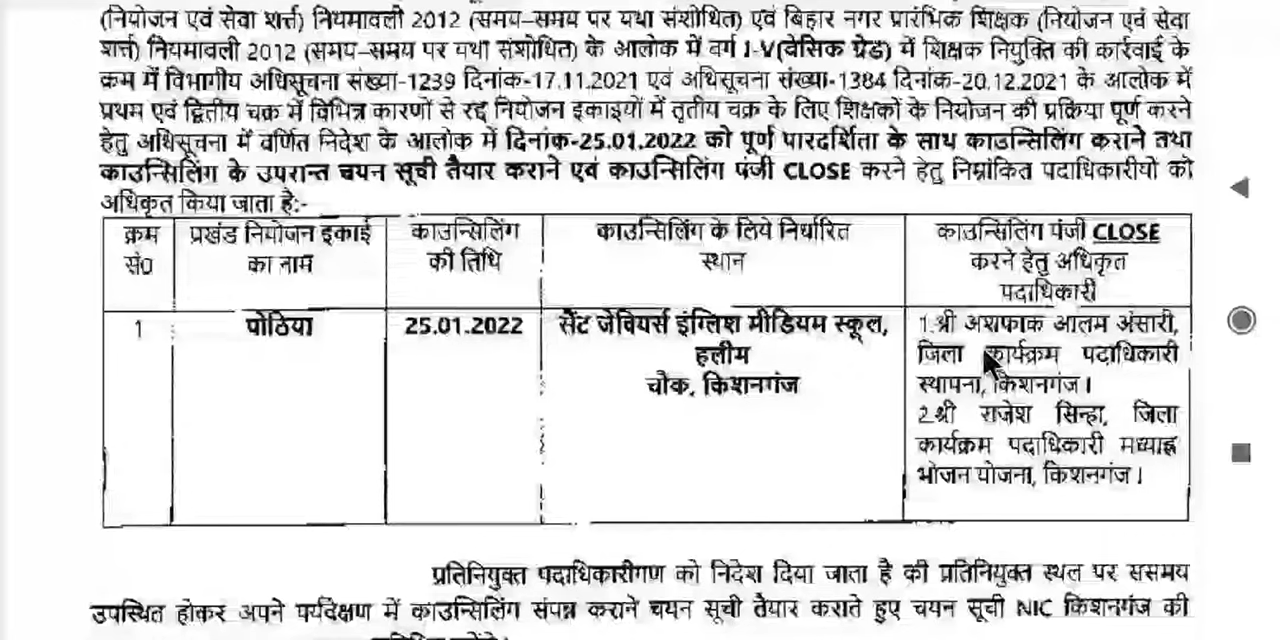 (नियोजन एवं सेवा शर्त्त) नियमावली 2012 (समय–समय पर यथा संशोधित) एवं बिहार नगर प्रारंभिक शिक्षक (नियोजन एवं सेवा
शर्त्त) नियमावली 2012 (समय–समय पर यथा संशोधित) के आलोक में वर्ग I-V(वेसिक ग्रेड) में शिक्षक नियुक्ति की कार्रवाई के
क्रम में विभागीय अधिसूचना संख्या-1239 दिनांक-17.11.2021 एवं अधिसूचना संख्या-1384 दिनांक-20.12.2021 के आलोक में
प्रथम एवं द्वितीय चक्र में विभिन्न कारणों से रद्द नियोजन इकाइयों में तृतीय चक्र के लिए शिक्षकों के नियोजन की प्रक्रिया पूर्ण करने
हेतु अधिसूचना में वर्णित निदेश के आलोक में दिनांक-25.01.2022 को पूर्ण पारदर्शिता के साथ काउन्सिलिंग कराने तथा
काउन्सिलिंग के उपरान्त चयन सूची तैयार कराने एवं काउन्सिलिंग पंजी CLOSE करने हेतु निम्नांकित पदाधिकारीयों को
अधिकृत किया जाता है:-
क्रम सं0
प्रखंड नियोजन इकाई का नाम
काउन्सिलिंग की तिथि
काउन्सिलिंग के लिये निर्धारित स्थान
काउन्सिलिंग पंजी CLOSE
करने हेतु अधिकृत
पदाधिकारी
1
पोठिया
25.01.2022
सेंट जेवियर्स इंग्लिश मीडियम स्कूल,
हलीम
चौक, किशनगंज
1.श्री अशफाक आलम अंसारी,
जिला कार्यक्रम पदाधिकारी
स्थापना, किशनगंज।
2.श्री राजेश सिन्हा, जिला
कार्यक्रम पदाधिकारी मध्याह्न
भोजन योजना, किशनगंज।
प्रतिनियुक्त पदाधिकारीगण को निदेश दिया जाता है की प्रतिनियुक्त स्थल पर ससमय
उपस्थित होकर अपने पर्यवेक्षण में काउन्सिलिंग संपन्न कराने चयन सूची तैयार कराते हुए चयन सूची NIC किशनगंज की